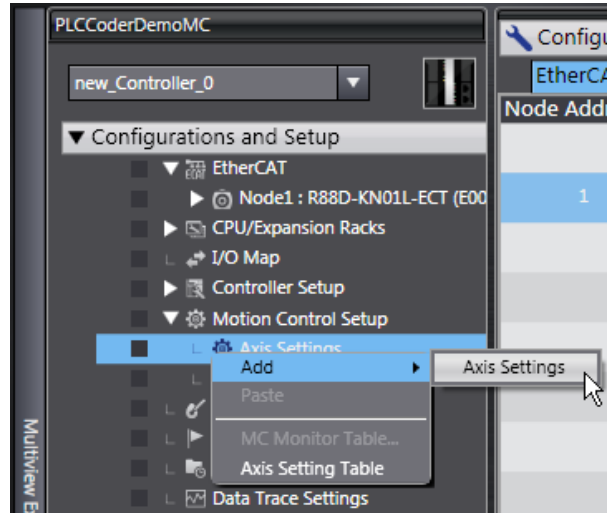 PLCCoderDemoMC
new_Controller_0
Configurations and Setup
EtherCAT
Node1 : R88D-KN01L-ECT (E00
CPU/Expansion Racks
I/O Map
Controller Setup
Motion Control Setup
Axis Settings
Add
Paste
MC Monitor Table...
Axis Setting Table
Data Trace Settings
Axis Settings
Multiview E
Configu
EtherCA
Node Add
1